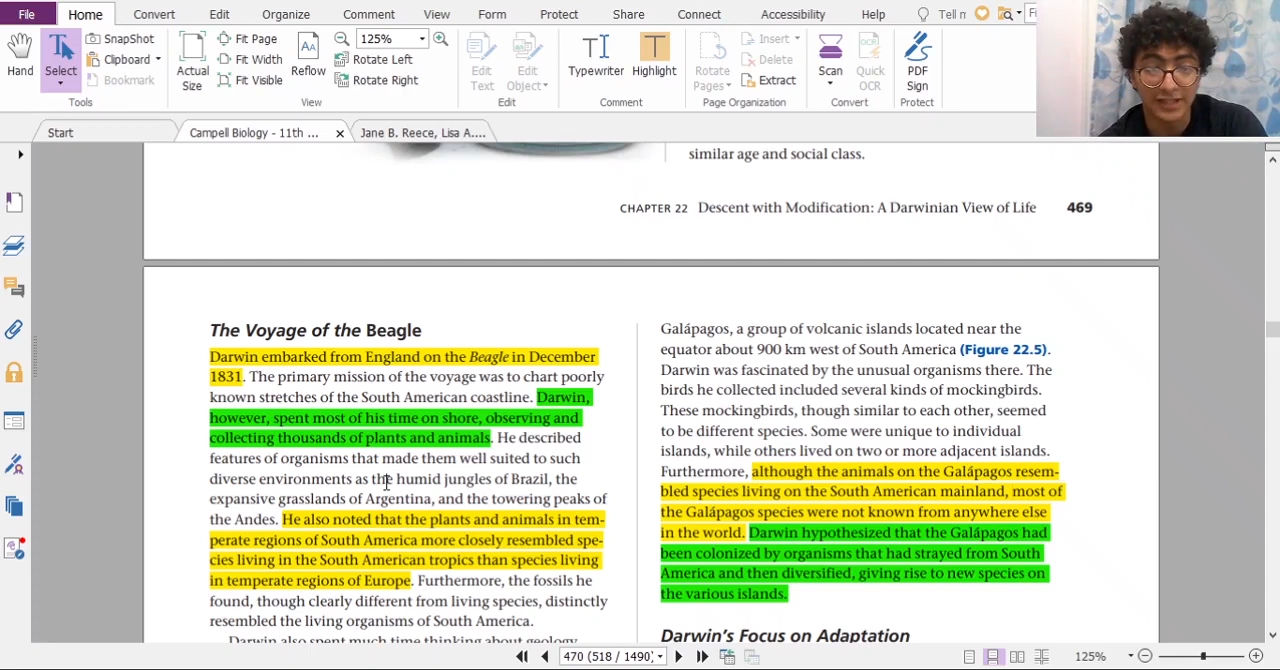 File Home Convert Edit Organize Comment View Form Protect Share Connect Accessibility Help Tell
SnapShot Fit Page 125% Insert
Clipboard Fit Width Rotate Left Delete
Bookmark Fit Visible Rotate Right Extract
Hand Select Actual Size Reflow Edit Text Edit Object Typewriter Highlight Rotate Pages Scan Quick OCR PDF Sign
Tools View Edit Comment Page Organization Convert Protect
Start Campell Biology - 11th ... Jane B. Reece, Lisa A....
similar age and social class.
CHAPTER 22 Descent with Modification: A Darwinian View of Life 469
The Voyage of the Beagle
Darwin embarked from England on the Beagle in December
1831. The primary mission of the voyage was to chart poorly
known stretches of the South American coastline. Darwin,
however, spent most of his time on shore, observing and
collecting thousands of plants and animals. He described
features of organisms that made them well suited to such
diverse environments as the humid jungles of Brazil, the
expansive grasslands of Argentina, and the towering peaks of
the Andes. He also noted that the plants and animals in tem-
perate regions of South America more closely resembled spe-
cies living in the South American tropics than species living
in temperate regions of Europe. Furthermore, the fossils he
found, though clearly different from living species, distinctly
resembled the living organisms of South America.
Darwin also spent much time thinking about geology.
Galápagos, a group of volcanic islands located near the
equator about 900 km west of South America (Figure 22.5).
Darwin was fascinated by the unusual organisms there. The
birds he collected included several kinds of mockingbirds.
These mockingbirds, though similar to each other, seemed
to be different species. Some were unique to individual
islands, while others lived on two or more adjacent islands.
Furthermore, although the animals on the Galápagos resem-
bled species living on the South American mainland, most of
the Galápagos species were not known from anywhere else
in the world. Darwin hypothesized that the Galápagos had
been colonized by organisms that had strayed from South
America and then diversified, giving rise to new species on
the various islands.
Darwin's Focus on Adaptation
470 (518 / 1490) 125%